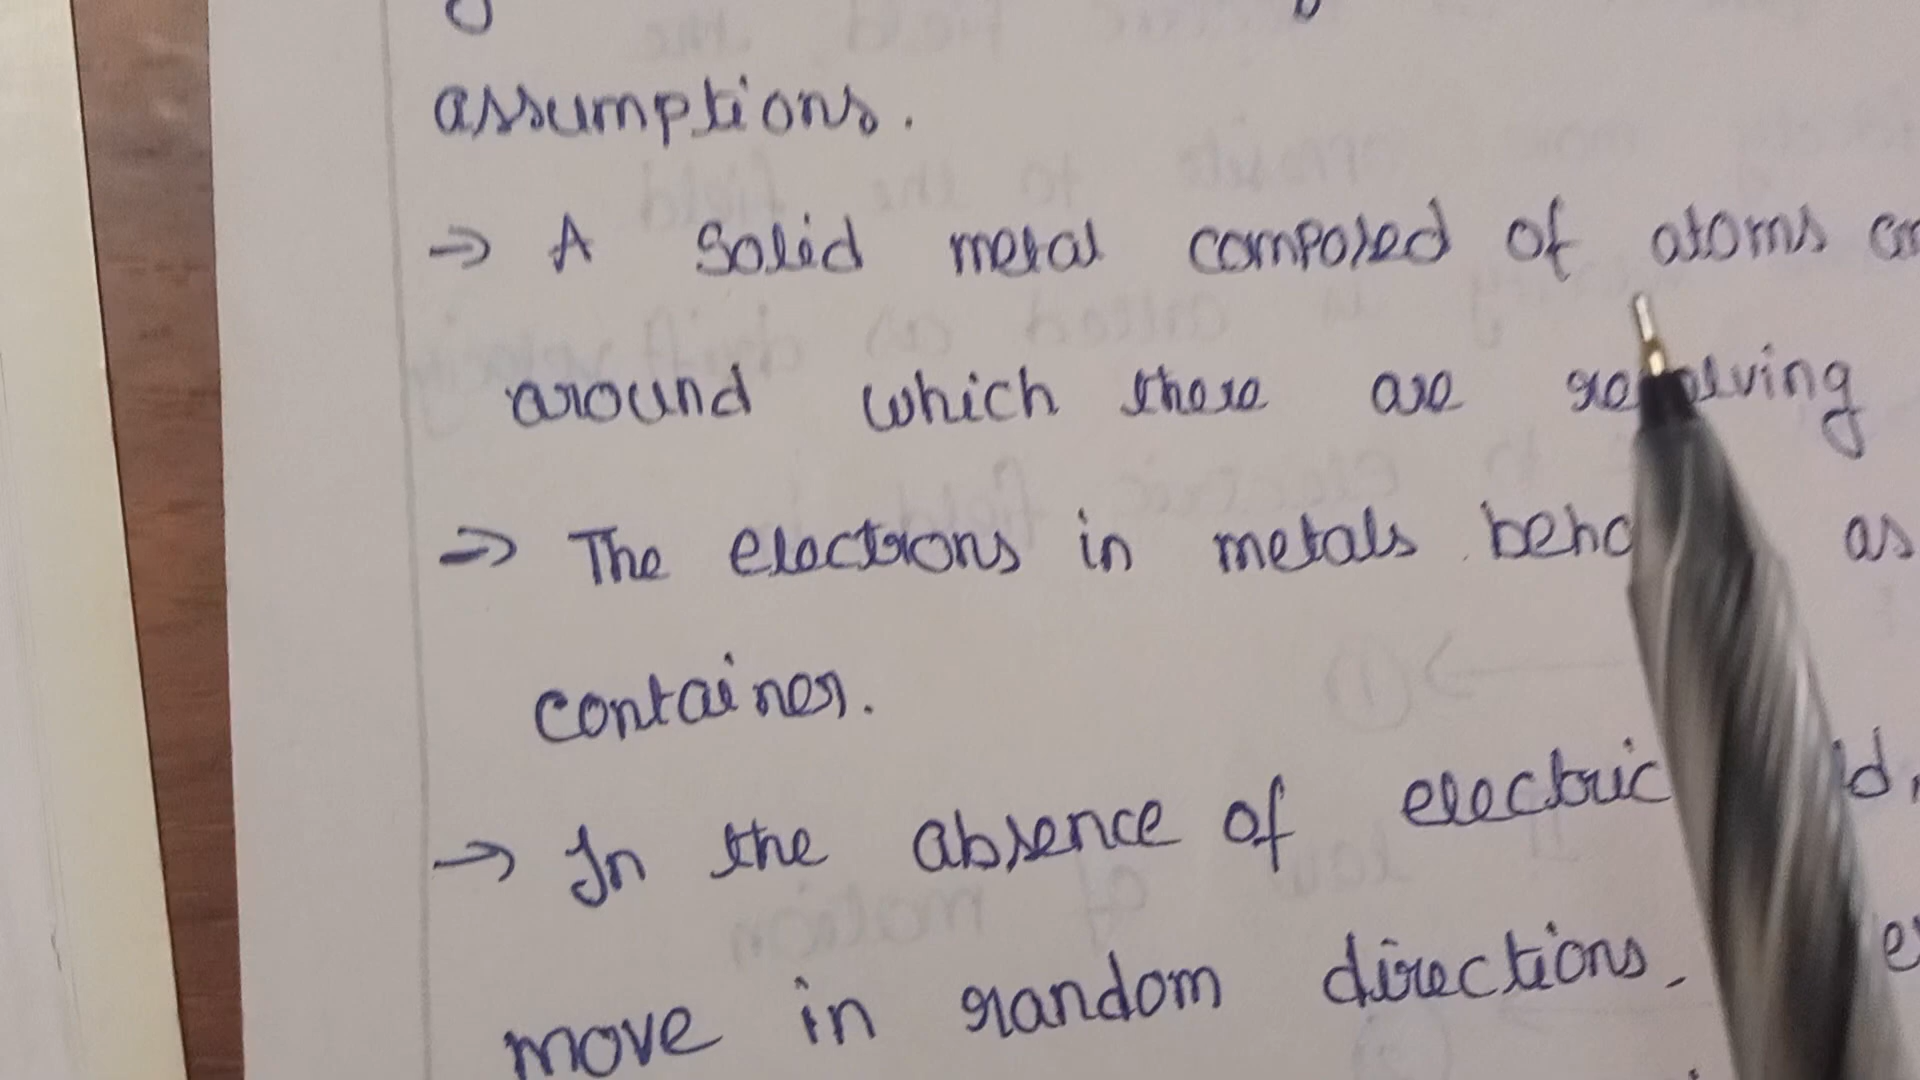 assumptions.
→ A Solid metal composed of atoms
around which there are revolving
→ The electrons in metals as
container.
→ In the absence of electric
move in random directions.